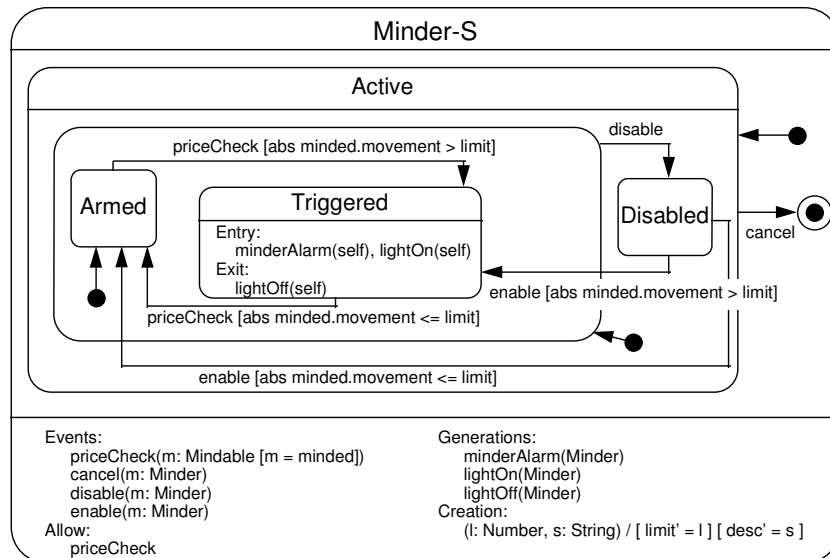 Minder-S
Active
disable
priceCheck [abs minded.movement > limit]
Armed
Triggered
Disabled
Entry:
minderAlarm(self), lightOn(self)
Exit:
lightOff(self)
cancel
enable [abs minded.movement > limit]
priceCheck [abs minded.movement <= limit]
enable [abs minded.movement <= limit]
Events:
priceCheck(m: Mindable [m = minded])
cancel(m: Minder)
disable(m: Minder)
enable(m: Minder)
Allow:
priceCheck
Generations:
minderAlarm(Minder)
lightOn(Minder)
lightOff(Minder)
Creation:
(l: Number, s: String) / [ limit' = l ] [ desc' = s ]